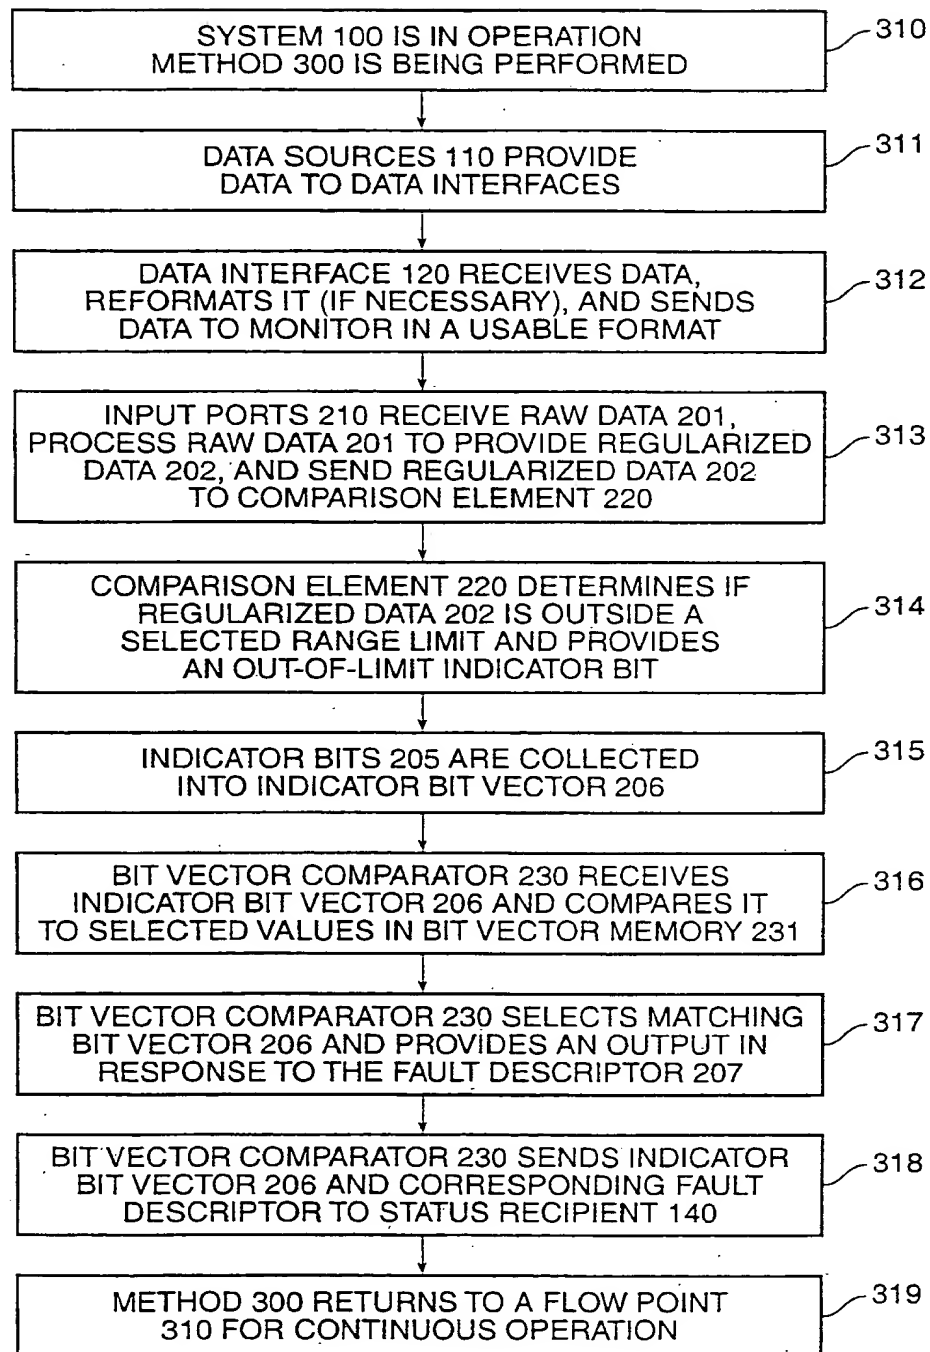 SYSTEM 100 IS IN OPERATION
METHOD 300 IS BEING PERFORMED
310
DATA SOURCES 110 PROVIDE
DATA TO DATA INTERFACES
311
DATA INTERFACE 120 RECEIVES DATA,
REFORMATS IT (IF NECESSARY), AND SENDS
DATA TO MONITOR IN A USABLE FORMAT
312
INPUT PORTS 210 RECEIVE RAW DATA 201,
PROCESS RAW DATA 201 TO PROVIDE REGULARIZED
DATA 202, AND SEND REGULARIZED DATA 202
TO COMPARISON ELEMENT 220
313
COMPARISON ELEMENT 220 DETERMINES IF
REGULARIZED DATA 202 IS OUTSIDE A
SELECTED RANGE LIMIT AND PROVIDES
AN OUT-OF-LIMIT INDICATOR BIT
314
INDICATOR BITS 205 ARE COLLECTED
INTO INDICATOR BIT VECTOR 206
315
BIT VECTOR COMPARATOR 230 RECEIVES
INDICATOR BIT VECTOR 206 AND COMPARES IT
TO SELECTED VALUES IN BIT VECTOR MEMORY 231
316
BIT VECTOR COMPARATOR 230 SELECTS MATCHING
BIT VECTOR 206 AND PROVIDES AN OUTPUT IN
RESPONSE TO THE FAULT DESCRIPTOR 207
317
BIT VECTOR COMPARATOR 230 SENDS INDICATOR
BIT VECTOR 206 AND CORRESPONDING FAULT
DESCRIPTOR TO STATUS RECIPIENT 140
318
METHOD 300 RETURNS TO A FLOW POINT
310 FOR CONTINUOUS OPERATION
319